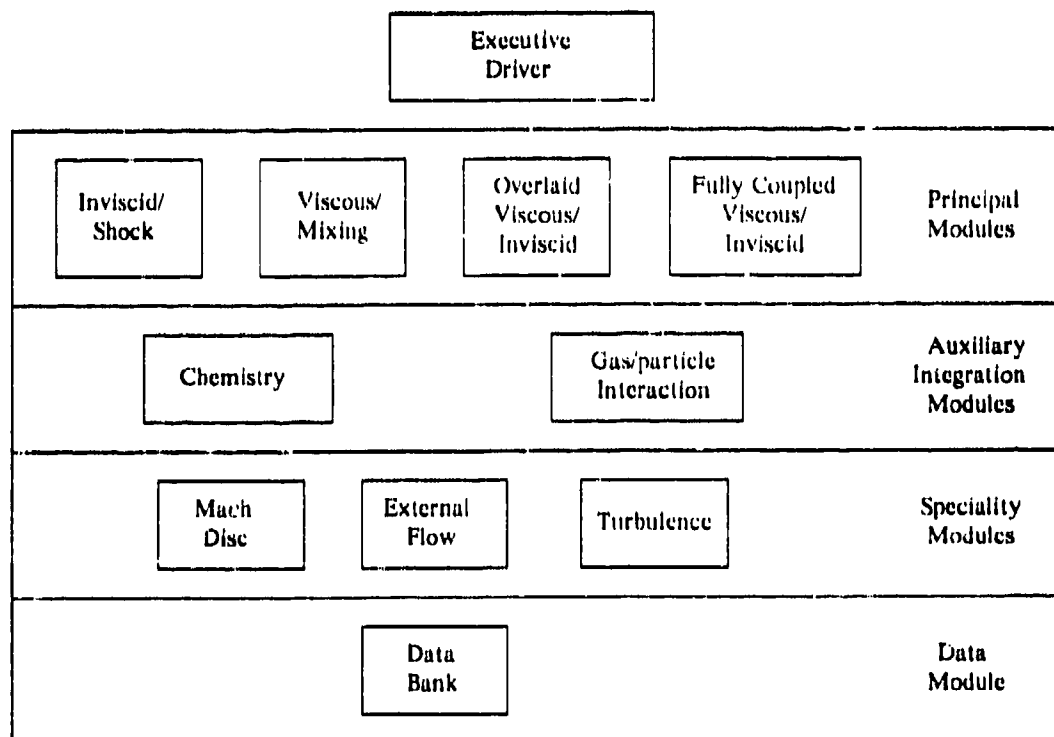 Executive
Driver
Inviscid/
Shock
Viscous/
Mixing
Overlaid
Viscous/
Inviscid
Fully Coupled
Viscous/
Inviscid
Principal
Modules
Chemistry
Gas/particle
Interaction
Auxiliary
Integration
Modules
Mach
Disc
External
Flow
Turbulence
Speciality
Modules
Data
Bank
Data
Module